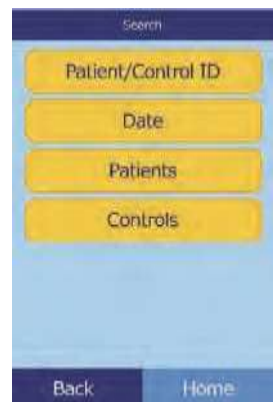 Search
Patient/Control ID
Date
Patients
Controls
Back
Home